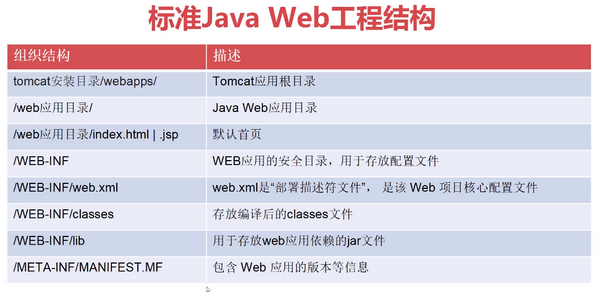 标准Java Web工程结构
组织结构 描述
tomcat安装目录/webapps/ Tomcat应用根目录
/web应用目录/ Java Web应用目录
/web应用目录/index.html | .jsp 默认首页
/WEB-INF WEB应用的安全目录，用于存放配置文件
/WEB-INF/web.xml web.xml是“部署描述符文件”， 是该 Web 项目核心配置文件
/WEB-INF/classes 存放编译后的classes文件
/WEB-INF/lib 用于存放web应用依赖的jar文件
/META-INF/MANIFEST.MF 包含 Web 应用的版本等信息